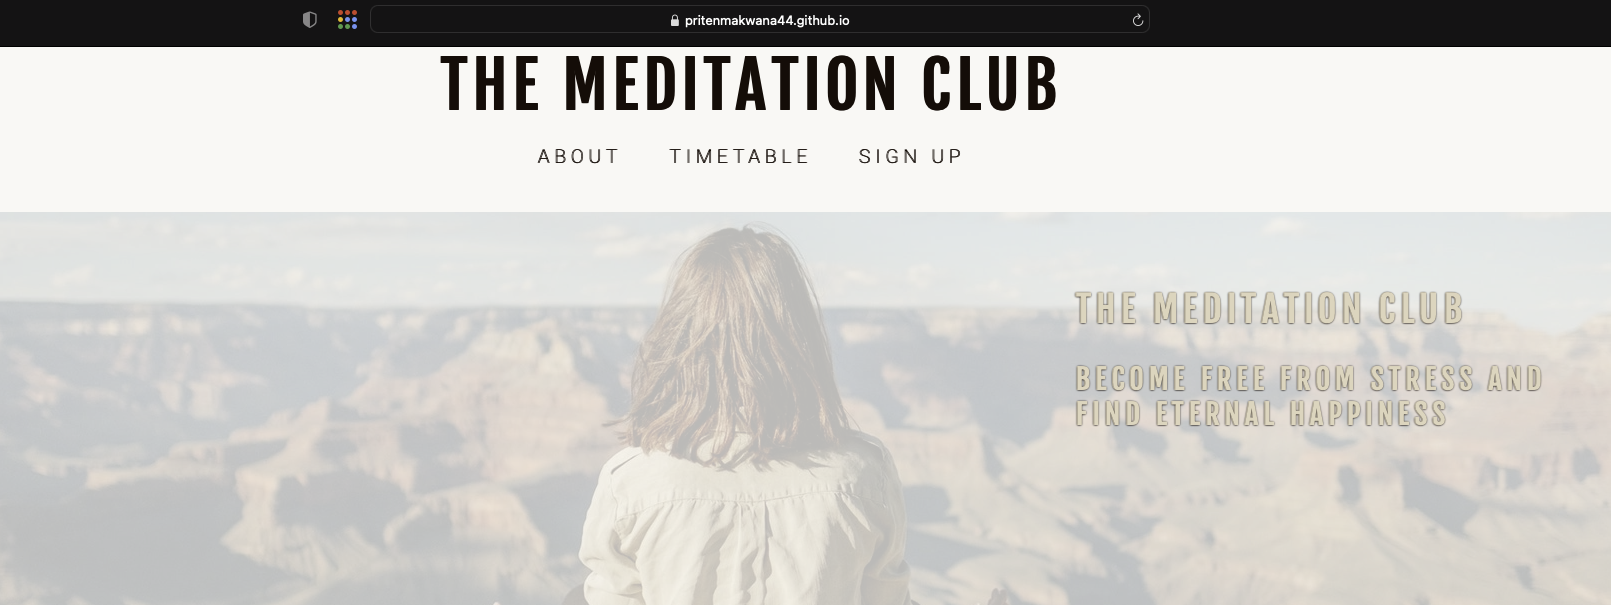 pritenmakwana44.github.io
THE MEDITATION CLUB
ABOUT TIMETABLE SIGN UP
THE MEDITATION CLUB
BECOME FREE FROM STRESS AND
FIND ETERNAL HAPPINESS